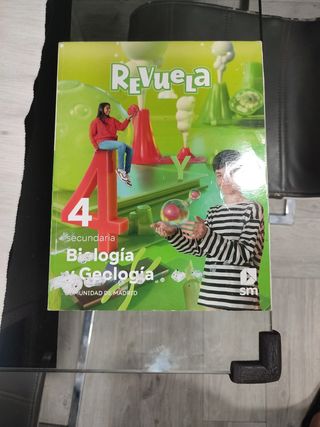 REVUELA
4
secundaria
Biología
y Geología
COMUNIDAD DE MADRID
sm